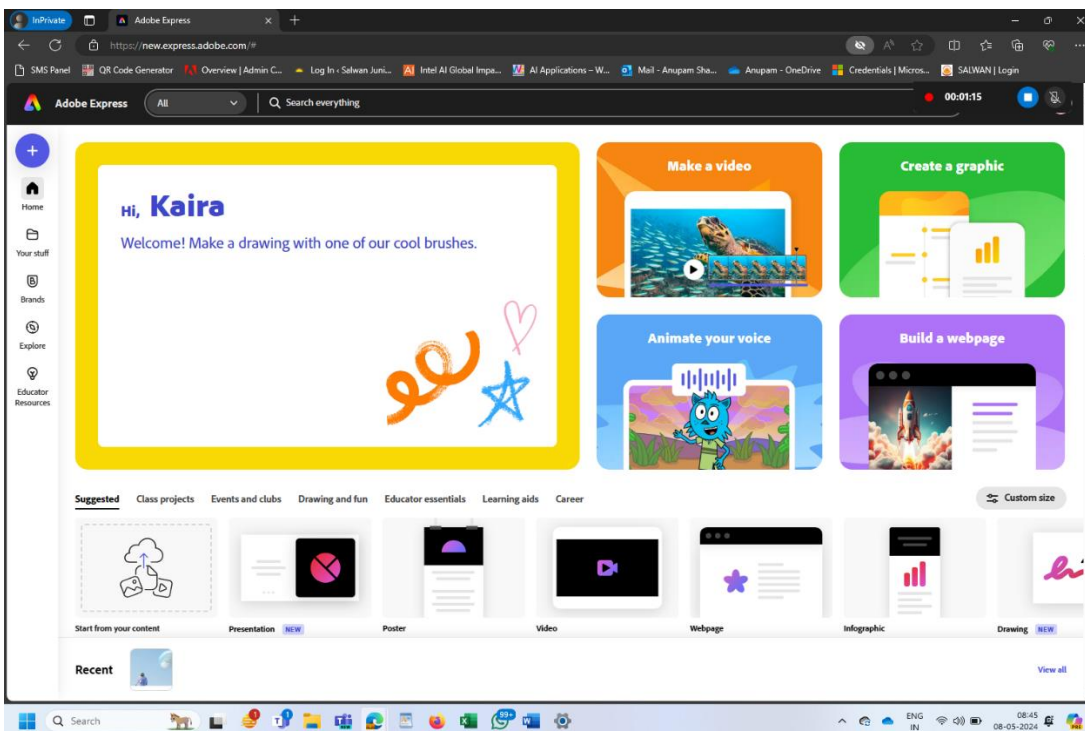 InPrivate
Adobe Express
https://new.express.adobe.com/#
SMS Panel
QR Code Generator
Overview | Admin C...
Log In ‹ Salwan Juni...
Intel AI Global Impa...
AI Applications – W...
Mail - Anupam Sha...
Anupam - OneDrive
Credentials | Micros...
SALWAN | Login
Adobe Express
All
Search everything
00:01:15
Home
Your stuff
Brands
Explore
Educator
Resources
Hi, Kaira
Welcome! Make a drawing with one of our cool brushes.
Make a video
Create a graphic
Animate your voice
Build a webpage
Suggested Class projects Events and clubs Drawing and fun Educator essentials Learning aids Career
Custom size
Start from your content
Presentation NEW
Poster
Video
Webpage
Infographic
Drawing NEW
Recent
View all
Search
99+
ENG
IN
08:45
08-05-2024